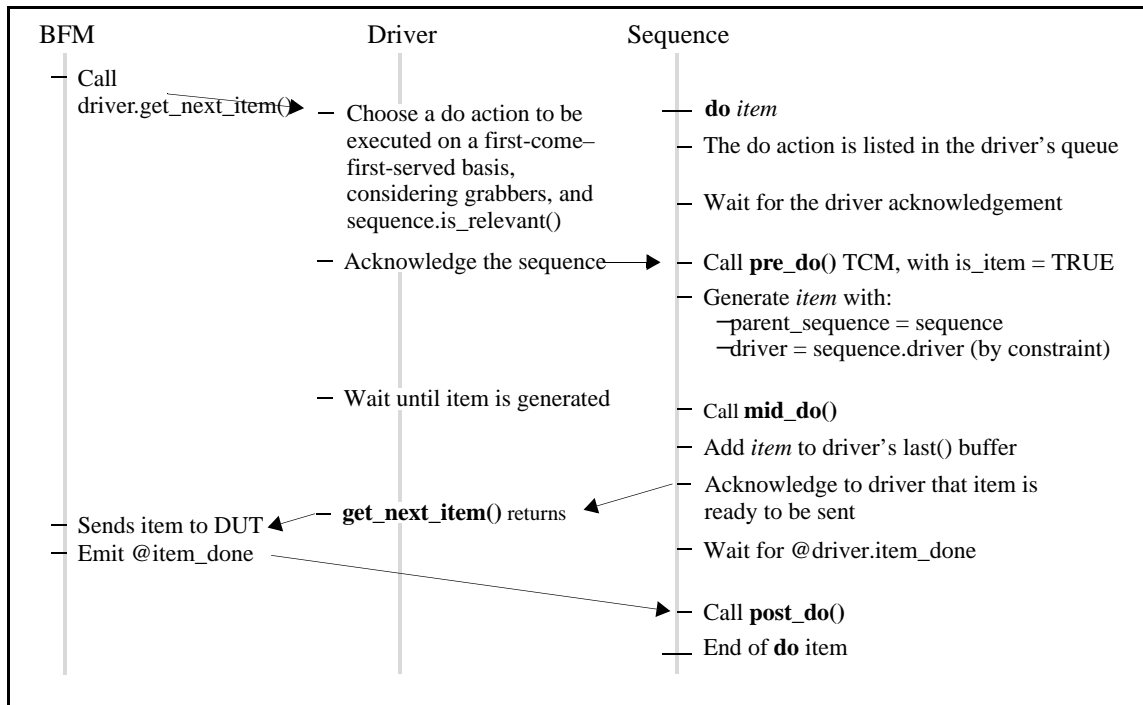 BFM
Driver
Sequence
Call
driver.get_next_item()
Choose a do action to be
executed on a first-come–
first-served basis,
considering grabbers, and
sequence.is_relevant()
do item
The do action is listed in the driver’s queue
Wait for the driver acknowledgement
Acknowledge the sequence
Call pre_do() TCM, with is_item = TRUE
Generate item with:
parent_sequence = sequence
driver = sequence.driver (by constraint)
Wait until item is generated
Call mid_do()
Add item to driver’s last() buffer
Acknowledge to driver that item is
ready to be sent
get_next_item() returns
Sends item to DUT
Emit @item_done
Wait for @driver.item_done
Call post_do()
End of do item